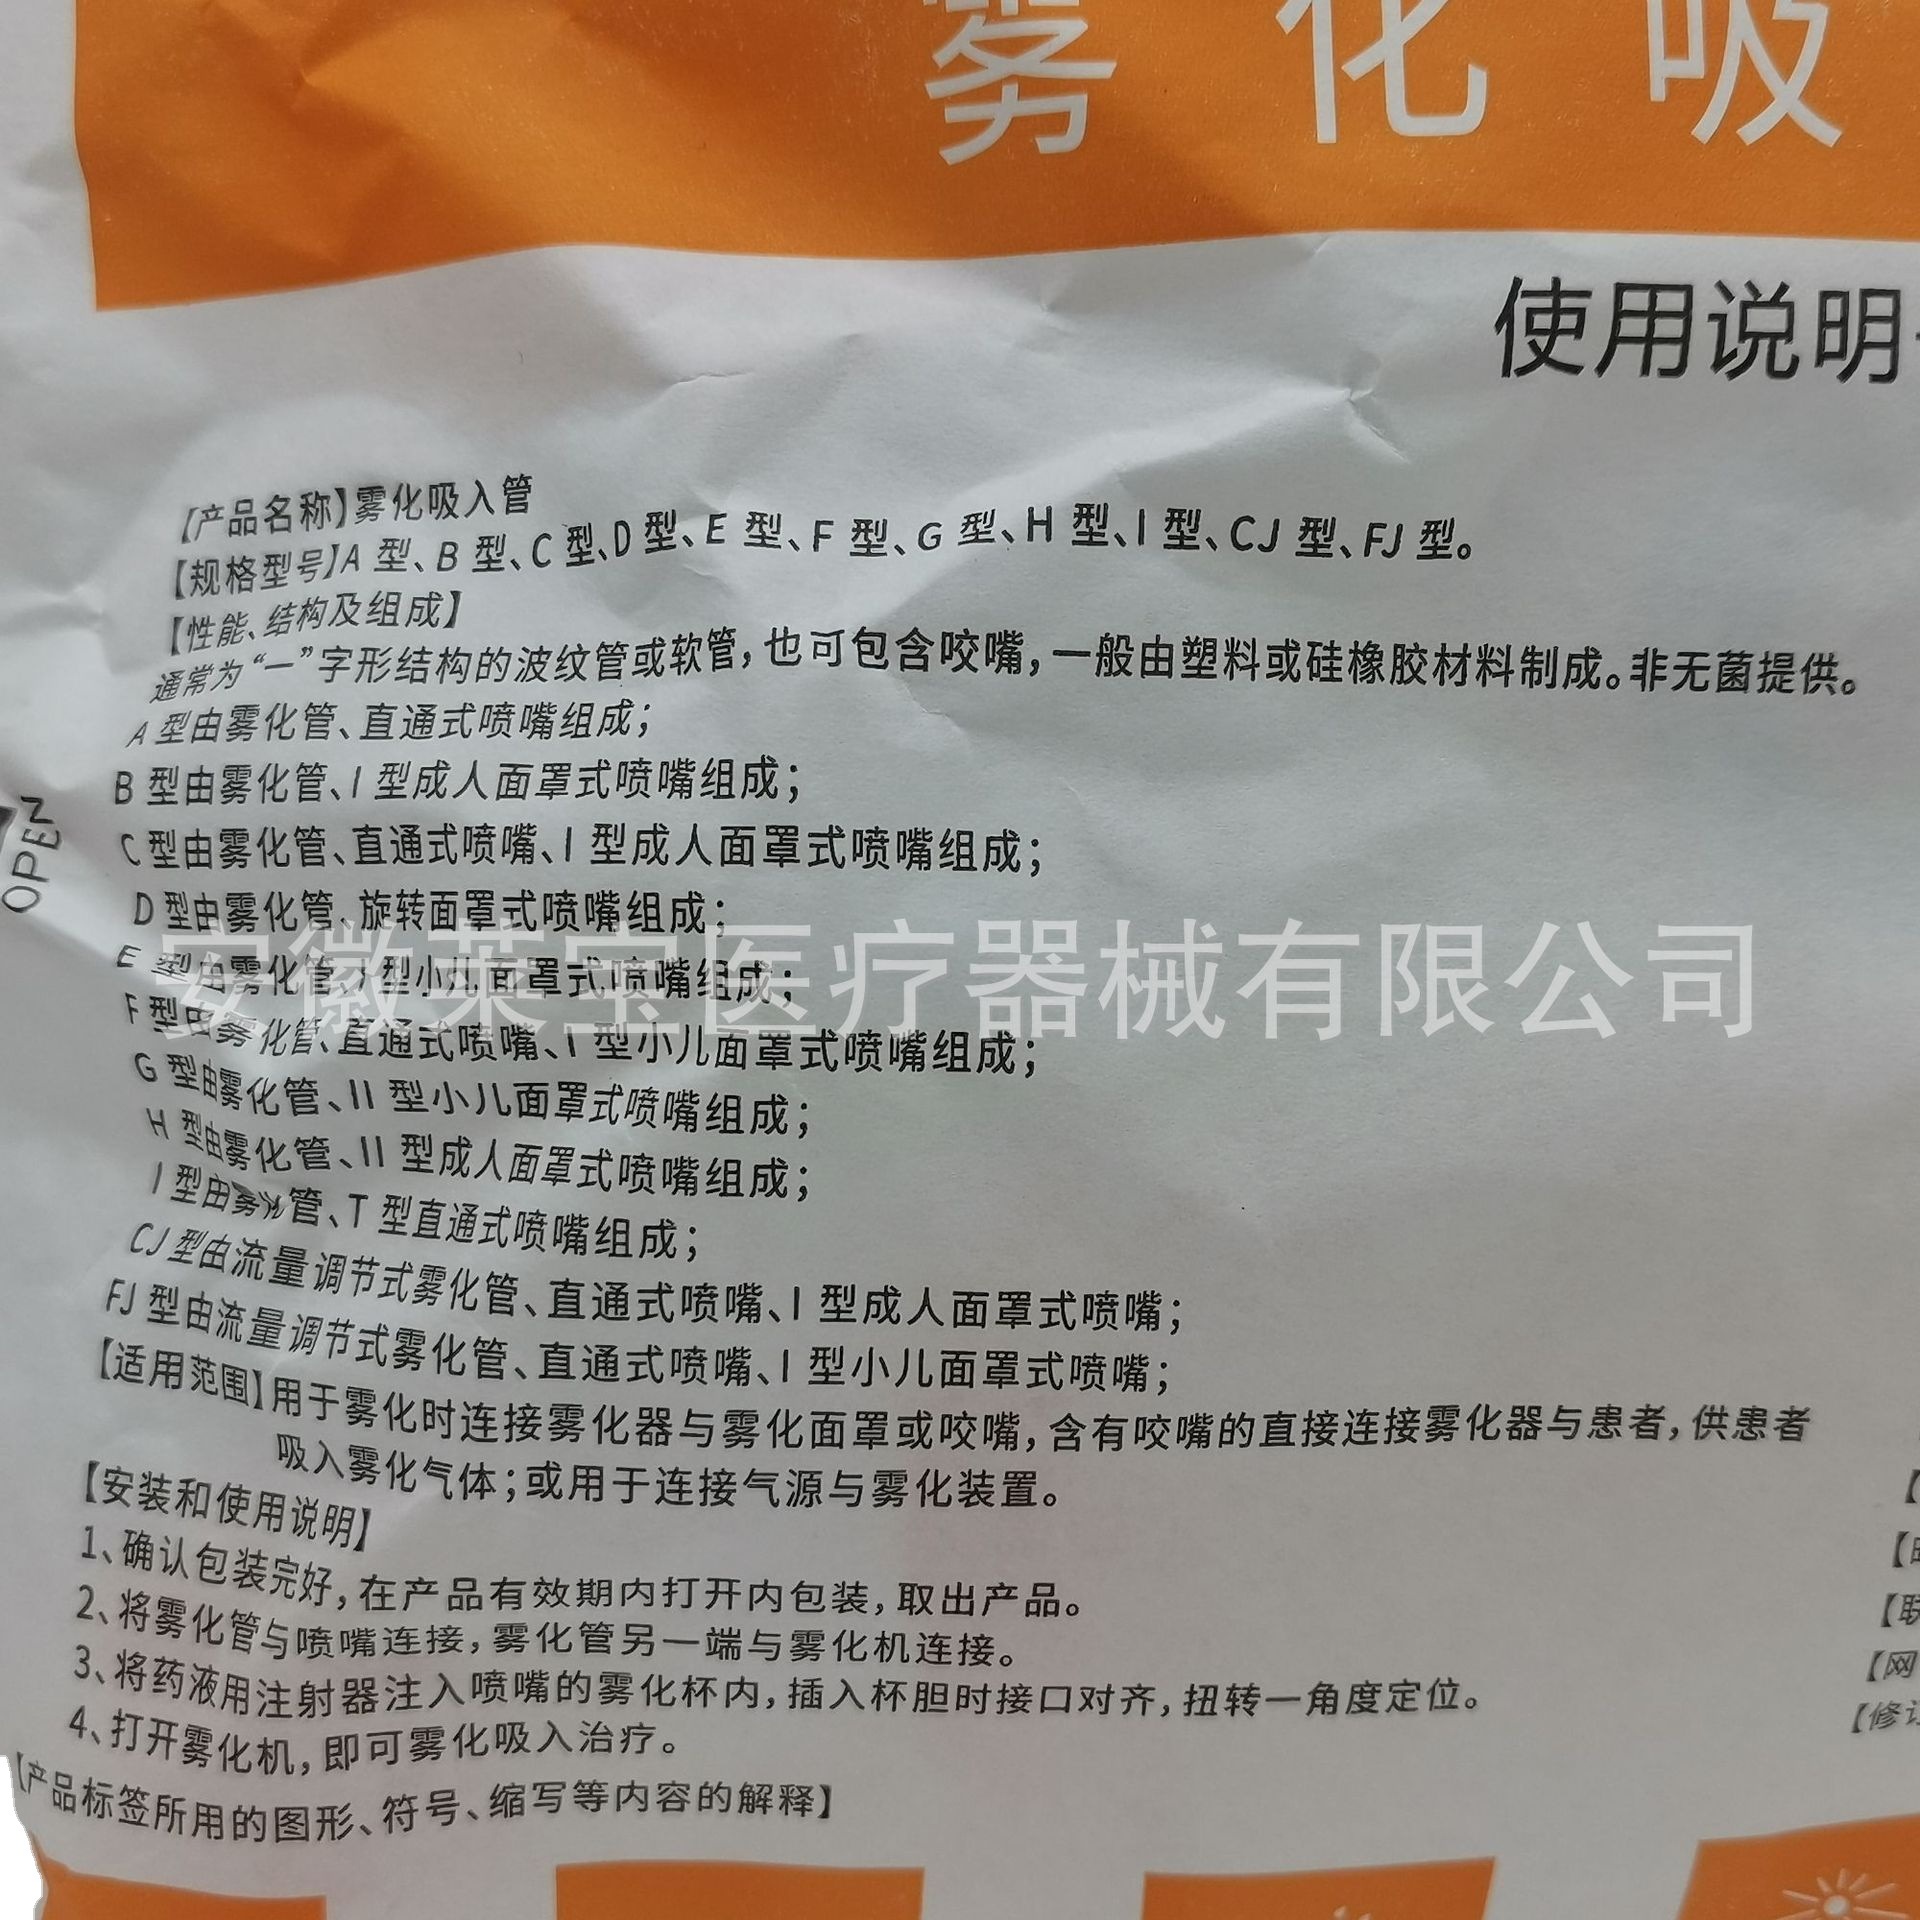 雾化吸
使用说明
【产品名称】雾化吸入管
【规格型号】A 型、B 型、C 型、D 型、E 型、F 型、G 型、H 型、I 型、CJ 型、FJ 型。
【性能、结构及组成】
通常为“一”字形结构的波纹管或软管，也可包含咬嘴，一般由塑料或硅橡胶材料制成。非无菌提供。
A 型由雾化管、直通式喷嘴组成；
B 型由雾化管、I 型成人面罩式喷嘴组成；
C 型由雾化管、直通式喷嘴、I 型成人面罩式喷嘴组成；
D 型由雾化管、旋转面罩式喷嘴组成；
E 型由雾化管、I 型小儿面罩式喷嘴组成；
F 型由雾化管、直通式喷嘴、I 型小儿面罩式喷嘴组成；
G 型由雾化管、II 型小儿面罩式喷嘴组成；
H 型由雾化管、II 型成人面罩式喷嘴组成；
I 型由雾化管、T 型直通式喷嘴组成；
CJ 型由流量调节式雾化管、直通式喷嘴、I 型成人面罩式喷嘴；
FJ 型由流量调节式雾化管、直通式喷嘴、I 型小儿面罩式喷嘴；
【适用范围】用于雾化时连接雾化器与雾化面罩或咬嘴，含有咬嘴的直接连接雾化器与患者，供患者
吸入雾化气体；或用于连接气源与雾化装置。
【安装和使用说明】
1、确认包装完好，在产品有效期内打开内包装，取出产品。
2、将雾化管与喷嘴连接，雾化管另一端与雾化机连接。
3、将药液用注射器注入喷嘴的雾化杯内，插入杯胆时接口对齐，扭转一角度定位。
4、打开雾化机，即可雾化吸入治疗。
【产品标签所用的图形、符号、缩写等内容的解释】
OPEN
安徽莱宝医疗器械有限公司
【联
【网
【修订